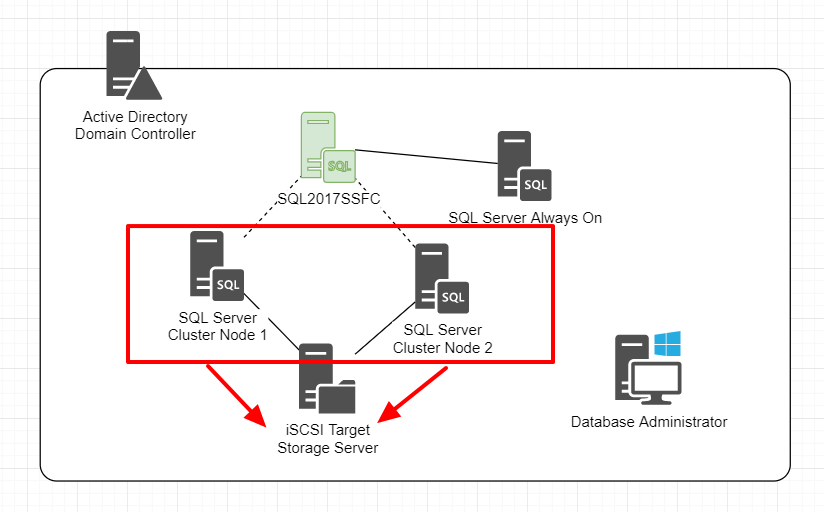 Active Directory
Domain Controller
SQL
SQL2017SSFC
SQL
SQL Server Always On
SQL
SQL Server
Cluster Node 1
SQL
SQL Server
Cluster Node 2
iSCSI Target
Storage Server
Database Administrator